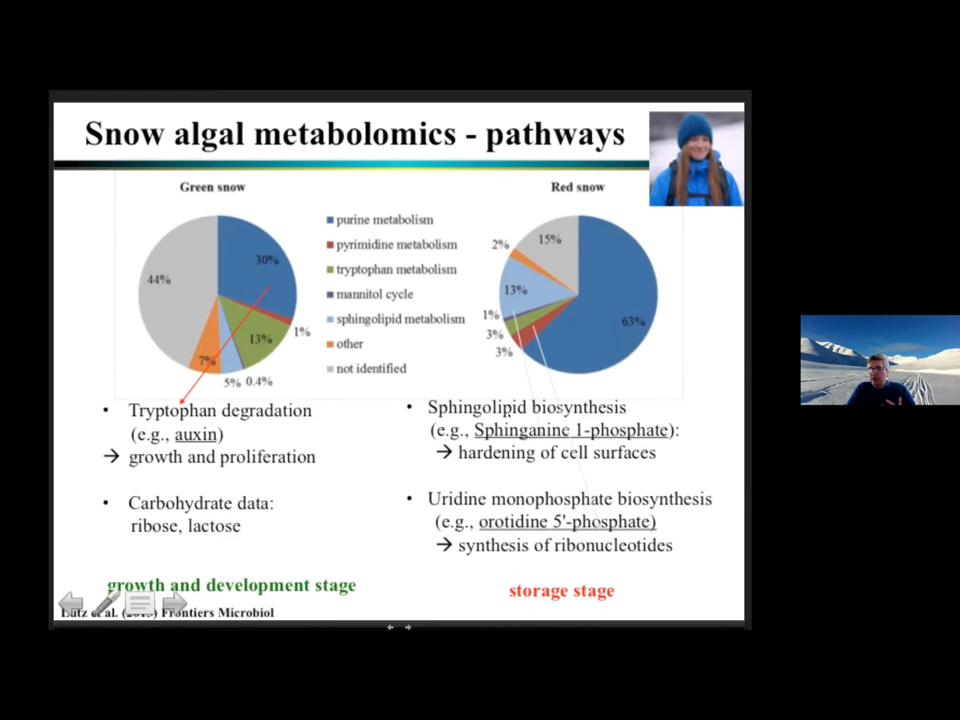 Snow algal metabolomics - pathways
Green snow
Red snow
30%
1%
13%
0.4%
5%
7%
44%
purine metabolism
pyrimidine metabolism
tryptophan metabolism
mannitol cycle
sphingolipid metabolism
other
not identified
2%
15%
13%
1%
3%
3%
63%
• Tryptophan degradation
(e.g., auxin)
→ growth and proliferation
• Carbohydrate data:
ribose, lactose
growth and development stage
• Sphingolipid biosynthesis
(e.g., Sphinganine 1-phosphate):
→ hardening of cell surfaces
• Uridine monophosphate biosynthesis
(e.g., orotidine 5'-phosphate)
→ synthesis of ribonucleotides
storage stage
et al. Frontiers Microbiol